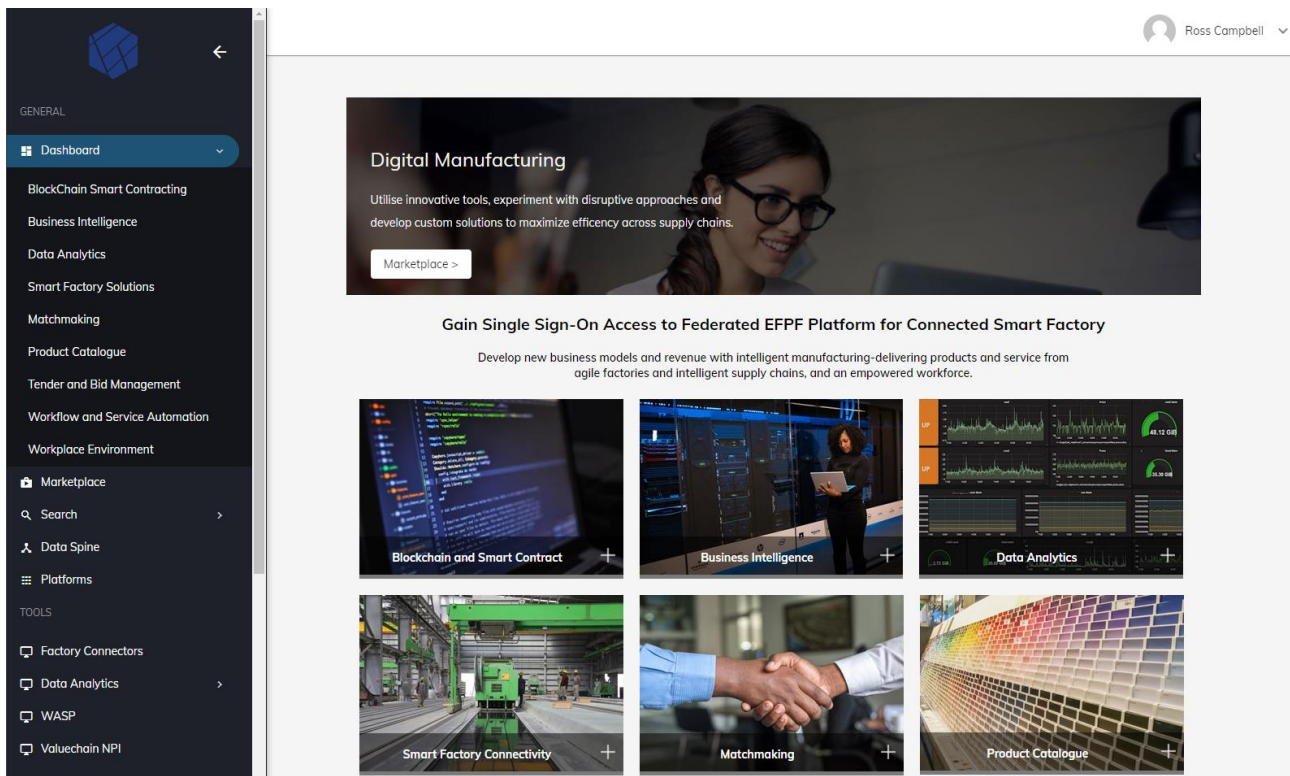 Ross Campbell
GENERAL
Dashboard
BlockChain Smart Contracting
Business Intelligence
Data Analytics
Smart Factory Solutions
Matchmaking
Product Catalogue
Tender and Bid Management
Workflow and Service Automation
Workplace Environment
Marketplace
Search
Data Spine
Platforms
TOOLS
Factory Connectors
Data Analytics
WASP
Valuechain NPI
Digital Manufacturing
Utilise innovative tools, experiment with disruptive approaches and
develop custom solutions to maximize efficency across supply chains.
Marketplace >
Gain Single Sign-On Access to Federated EFPF Platform for Connected Smart Factory
Develop new business models and revenue with intelligent manufacturing-delivering products and service from
agile factories and intelligent supply chains, and an empowered workforce.
Blockchain and Smart Contract +
Business Intelligence +
UP
UP
48.12 GiB
Data Analytics +
Smart Factory Connectivity +
Matchmaking +
Product Catalogue +